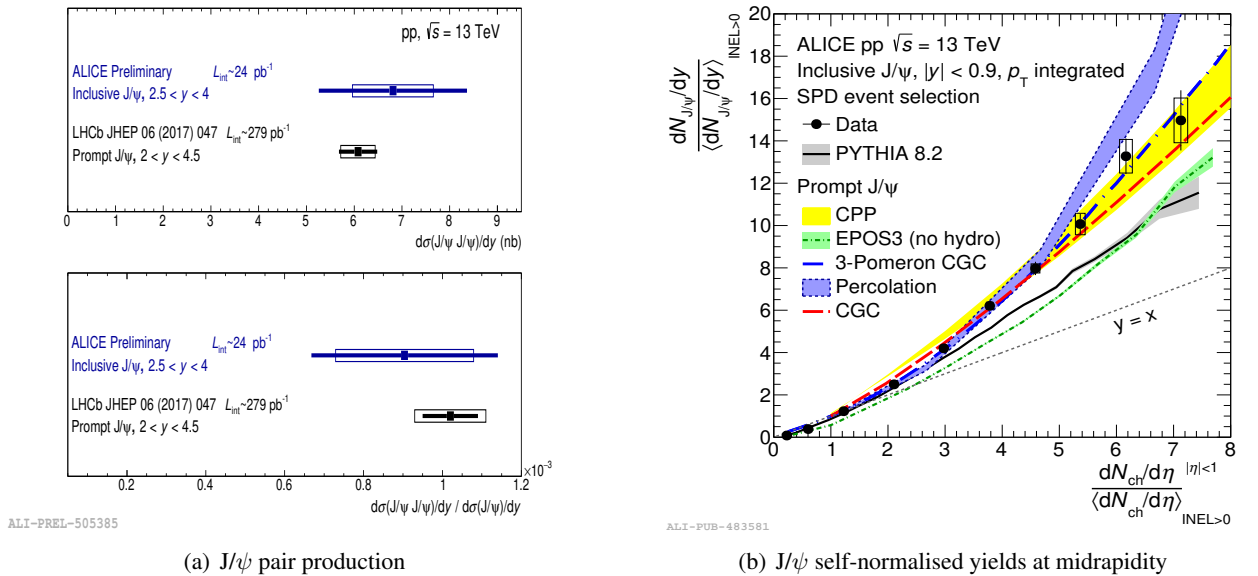 pp, √s = 13 TeV
ALICE Preliminary L_int~24 pb⁻¹
Inclusive J/ψ, 2.5 < y < 4
LHCb JHEP 06 (2017) 047 L_int~279 pb⁻¹
Prompt J/ψ, 2 < y < 4.5
0 1 2 3 4 5 6 7 8 9
dσ(J/ψ J/ψ)/dy (nb)
ALICE Preliminary L_int~24 pb⁻¹
Inclusive J/ψ, 2.5 < y < 4
LHCb JHEP 06 (2017) 047 L_int~279 pb⁻¹
Prompt J/ψ, 2 < y < 4.5
×10⁻³
0.2 0.4 0.6 0.8 1 1.2
dσ(J/ψ J/ψ)/dy / dσ(J/ψ)/dy
ALI-PREL-505385
(a) J/ψ pair production
20
18
16
14
12
10
8
6
4
2
0
dN_J/ψ/dy
⟨dN_J/ψ/dy⟩ INEL>0
ALICE pp √s = 13 TeV
Inclusive J/ψ, |y| < 0.9, p_T integrated
SPD event selection
Data
PYTHIA 8.2
Prompt J/ψ
CPP
EPOS3 (no hydro)
3-Pomeron CGC
Percolation
CGC
y = x
0 1 2 3 4 5 6 7 8
dN_ch/dη |η|<1
⟨dN_ch/dη⟩ INEL>0
ALI-PUB-483581
(b) J/ψ self-normalised yields at midrapidity